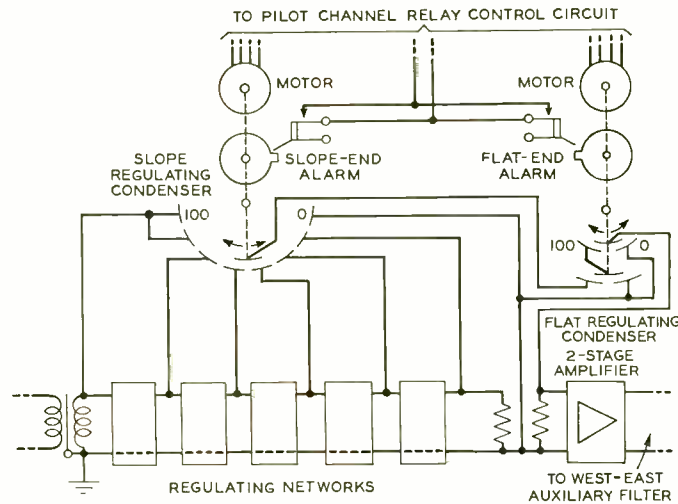 TO PILOT CHANNEL RELAY CONTROL CIRCUIT
MOTOR
MOTOR
SLOPE
REGULATING
CONDENSER
SLOPE-END
ALARM
FLAT-END
ALARM
100
0
100
0
FLAT REGULATING
CONDENSER
2-STAGE
AMPLIFIER
REGULATING NETWORKS
TO WEST-EAST
AUXILIARY FILTER